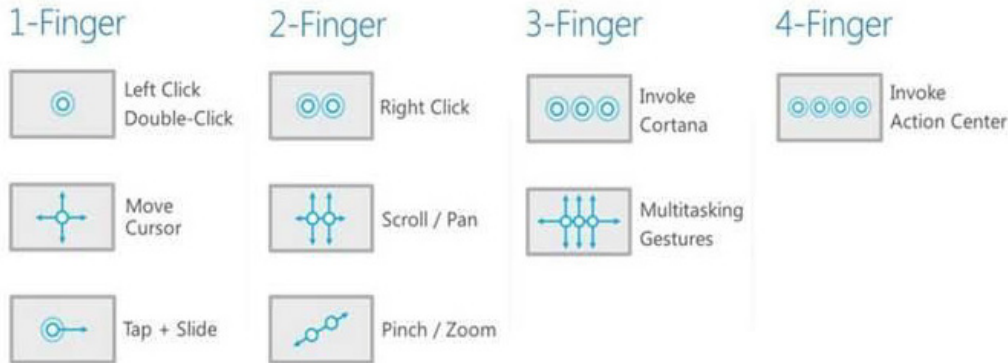 1-Finger
2-Finger
3-Finger
4-Finger
Left Click
Double-Click
Right Click
Invoke
Cortana
Invoke
Action Center
Move
Cursor
Scroll / Pan
Multitasking
Gestures
Tap + Slide
Pinch / Zoom